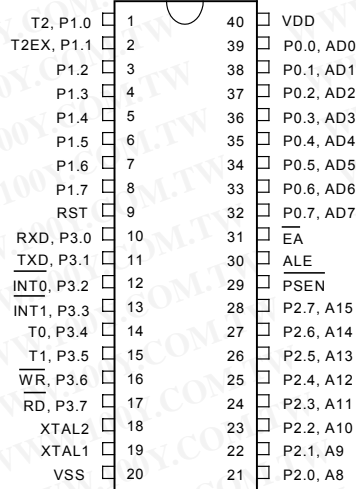 T2, P1.0 1 40 VDD
T2EX, P1.1 2 39 P0.0, AD0
P1.2 3 38 P0.1, AD1
P1.3 4 37 P0.2, AD2
P1.4 5 36 P0.3, AD3
P1.5 6 35 P0.4, AD4
P1.6 7 34 P0.5, AD5
P1.7 8 33 P0.6, AD6
RST 9 32 P0.7, AD7
RXD, P3.0 10 31 EA
TXD, P3.1 11 30 ALE
INT0, P3.2 12 29 PSEN
INT1, P3.3 13 28 P2.7, A15
T0, P3.4 14 27 P2.6, A14
T1, P3.5 15 26 P2.5, A13
WR, P3.6 16 25 P2.4, A12
RD, P3.7 17 24 P2.3, A11
XTAL2 18 23 P2.2, A10
XTAL1 19 22 P2.1, A9
VSS 20 21 P2.0, A8